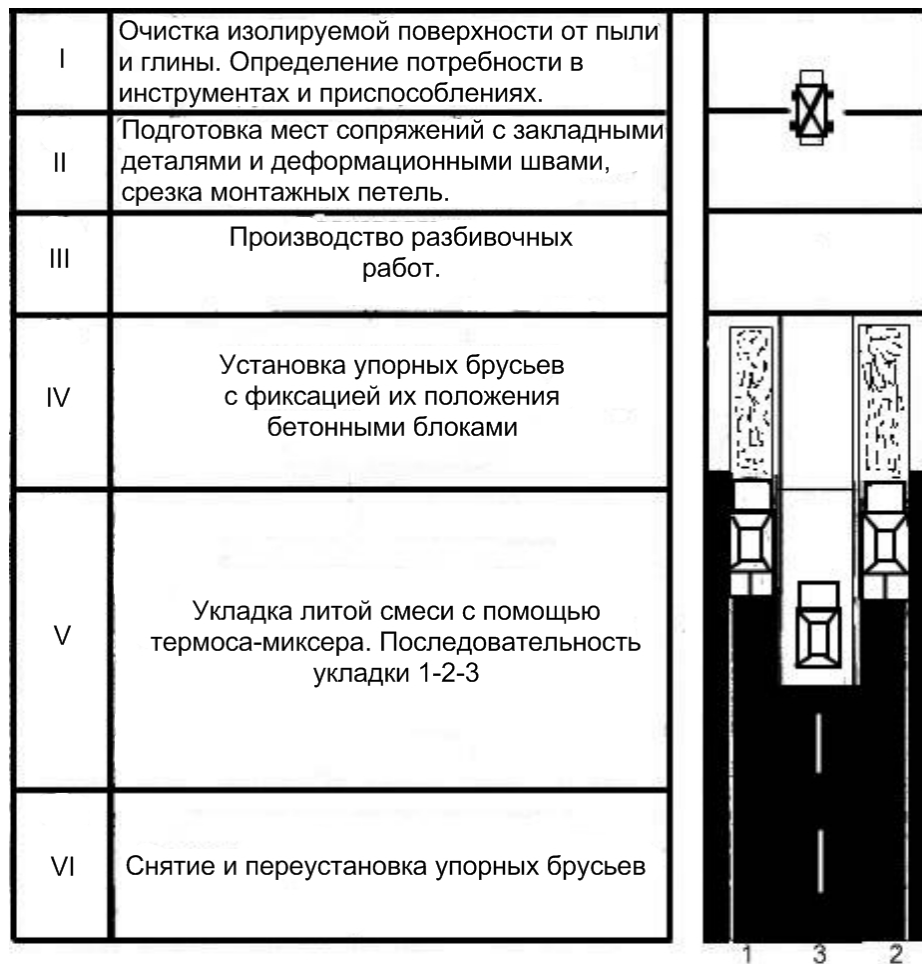 I
Очистка изолируемой поверхности от пыли
и глины. Определение потребности в
инструментах и приспособлениях.
II
Подготовка мест сопряжений с закладными
деталями и деформационными швами,
срезка монтажных петель.
III
Производство разбивочных
работ.
IV
Установка упорных брусьев
с фиксацией их положения
бетонными блоками
V
Укладка литой смеси с помощью
термоса-миксера. Последовательность
укладки 1-2-3
VI
Снятие и переустановка упорных брусьев
1 3 2